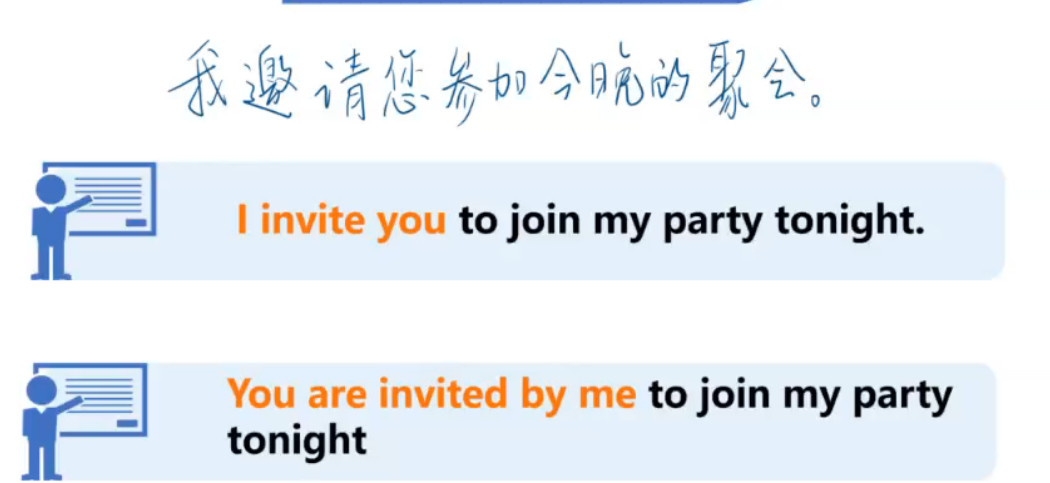 我邀请您参加今晚的聚会。
I invite you to join my party tonight.
You are invited by me to join my party
tonight